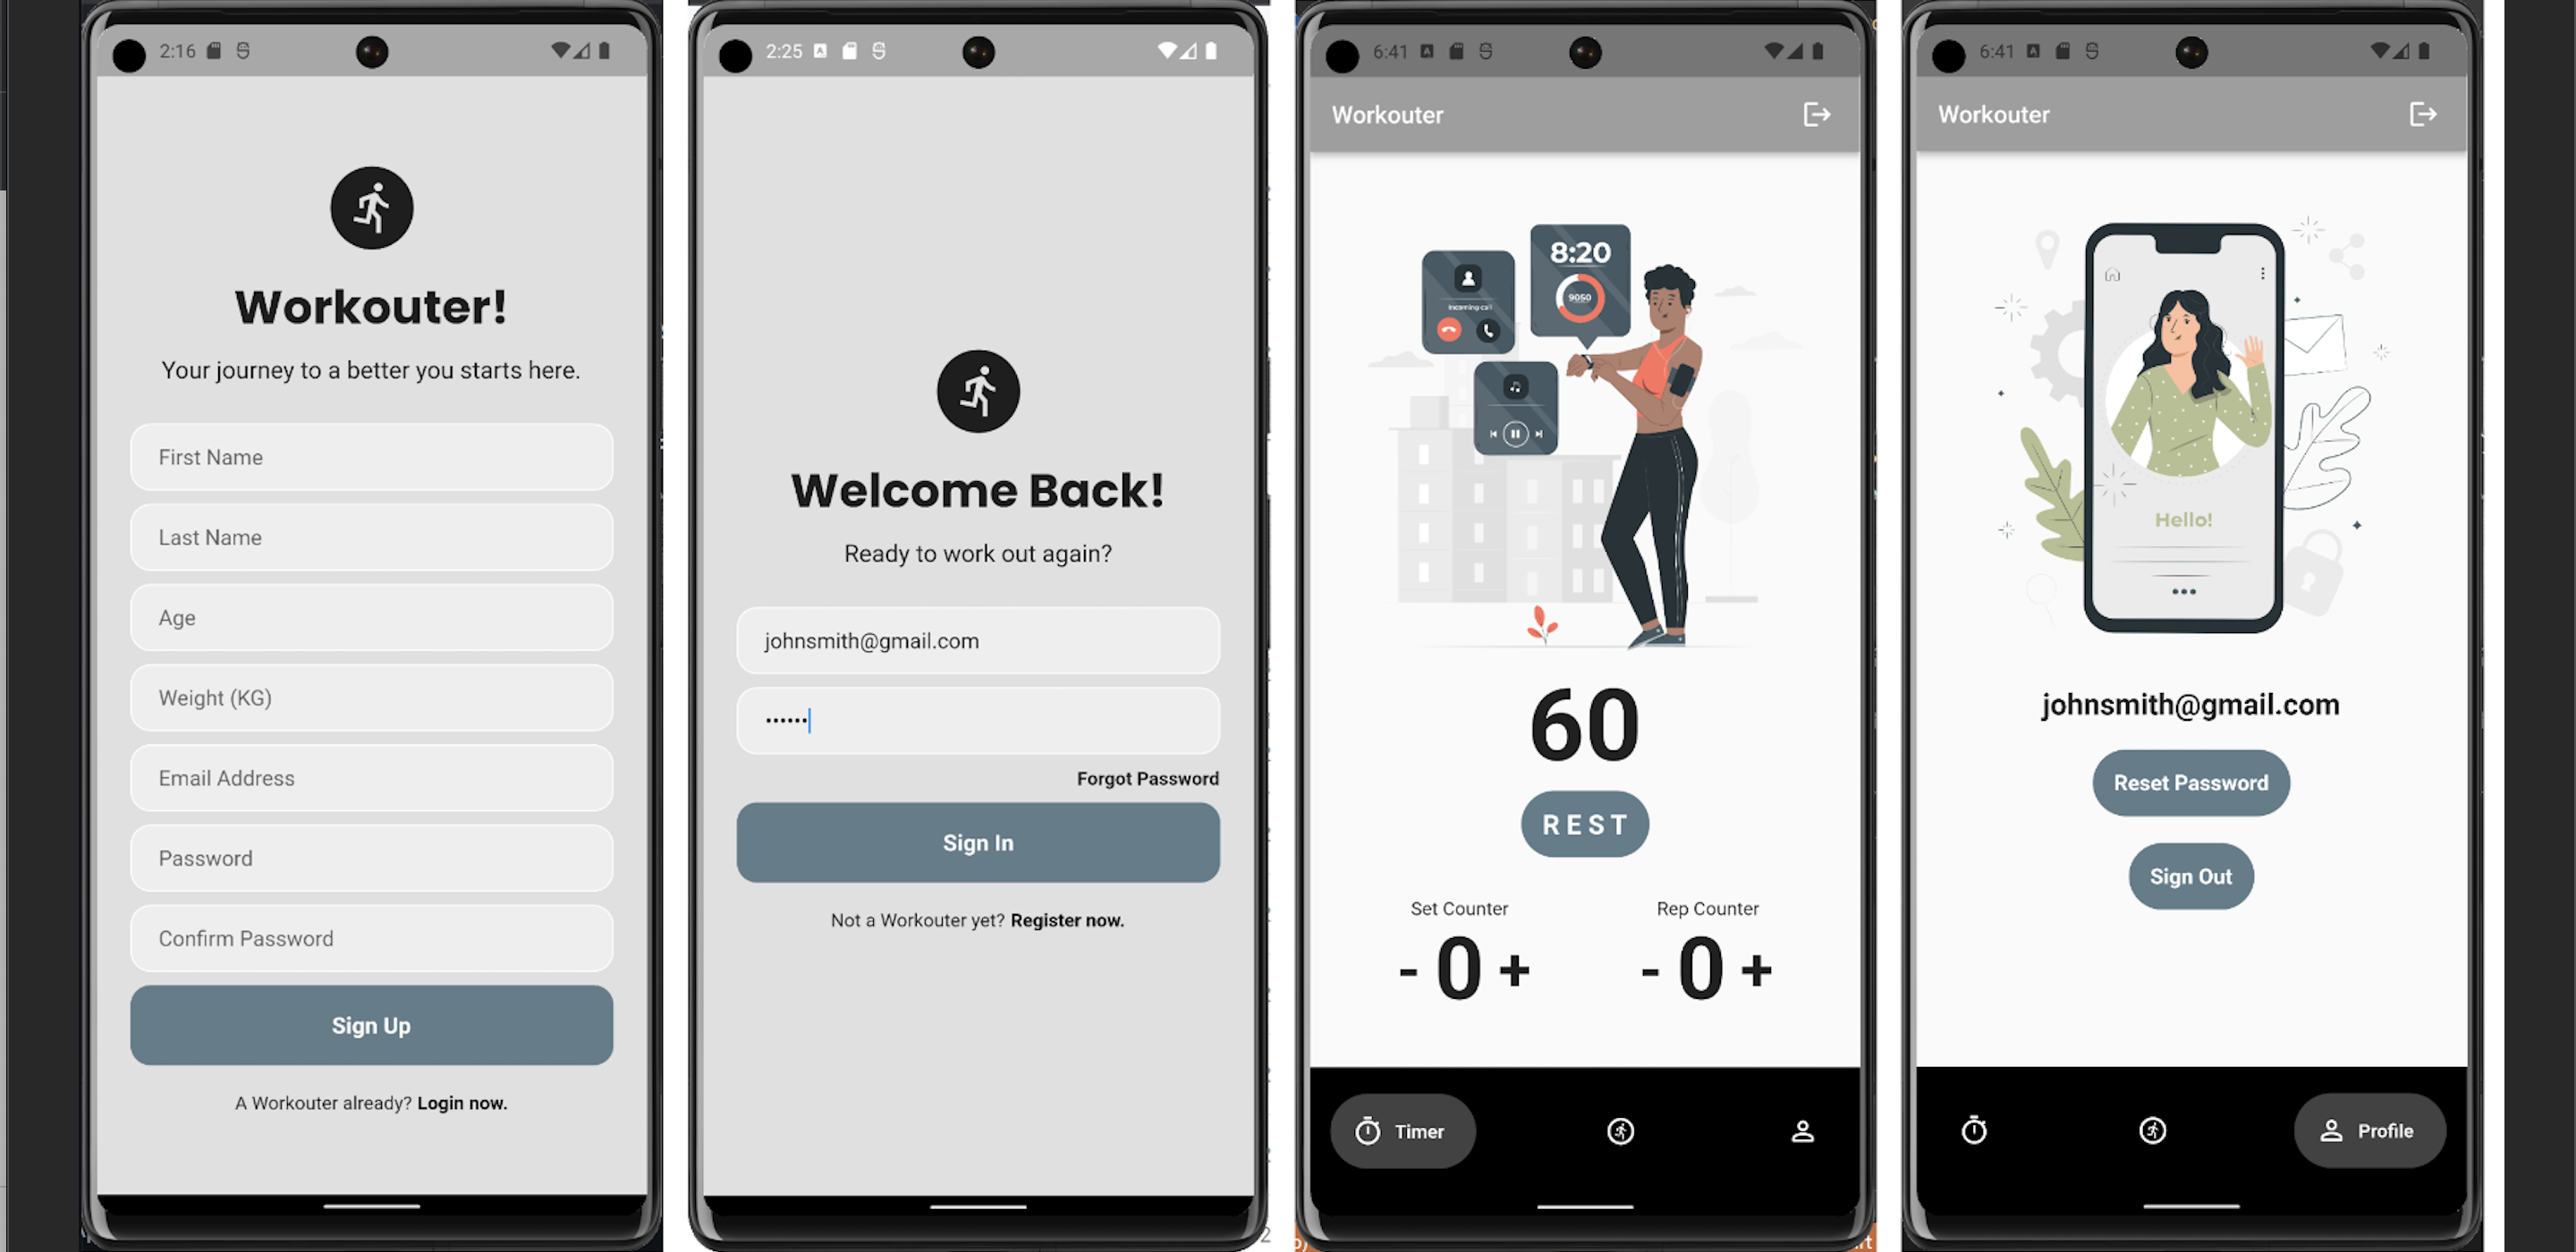 2:16
Workouter!
Your journey to a better you starts here.
First Name
Last Name
Age
Weight (KG)
Email Address
Password
Confirm Password
Sign Up
A Workouter already? Login now.
2:25
Welcome Back!
Ready to work out again?
johnsmith@gmail.com
••••••
Forgot Password
Sign In
Not a Workouter yet? Register now.
6:41
Workouter
8:20
9050
Incoming call
60
REST
Set Counter
Rep Counter
- 0 +
- 0 +
Timer
6:41
Workouter
Hello!
johnsmith@gmail.com
Reset Password
Sign Out
Profile